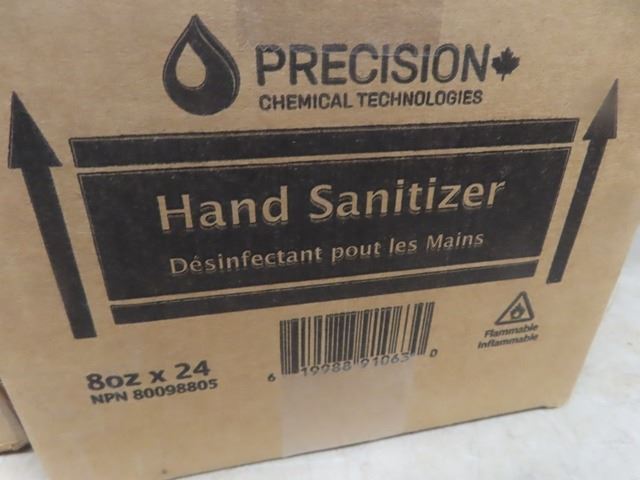 PRECISION
CHEMICAL TECHNOLOGIES
Hand Sanitizer
Désinfectant pout les Mains
8oz x 24
NPN 80098805
6 19988 91063 0
Flammable
Inflammable